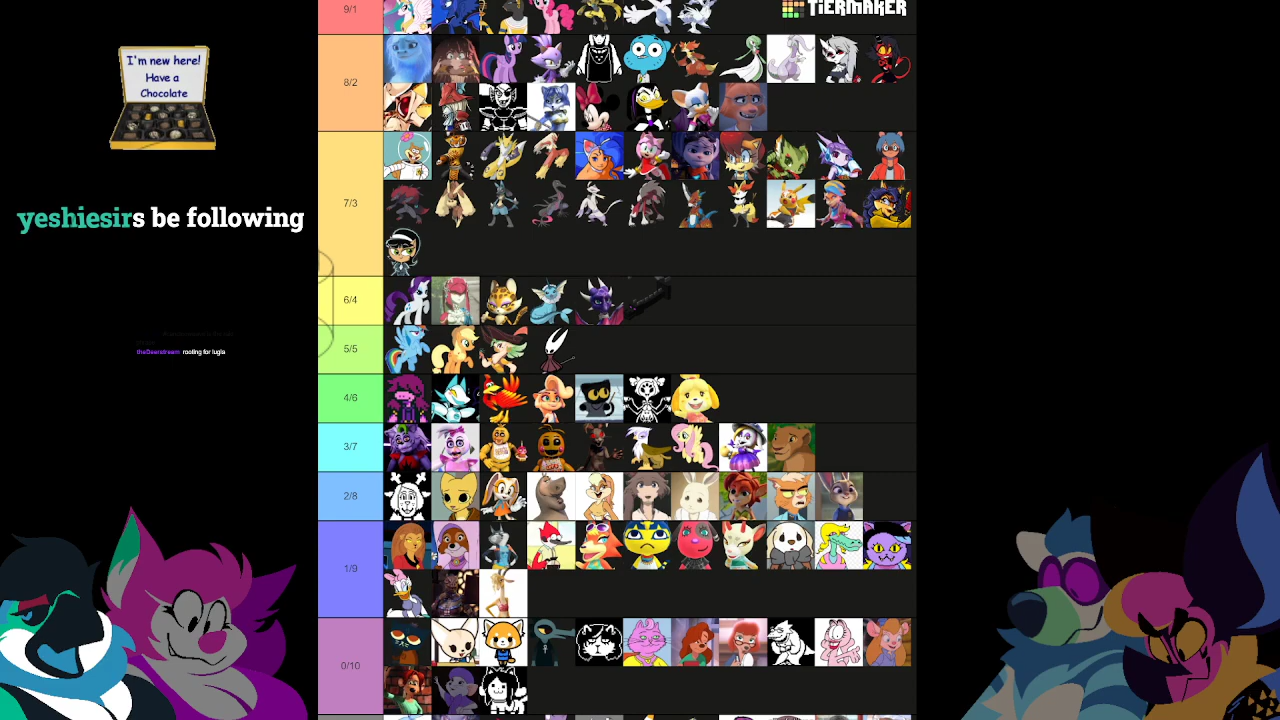 9/1
TiERMAKER
I'm new here!
Have a
Chocolate
8/2
yeshiesirs be following
7/3
6/4
theDeerstream rooting for lugia
5/5
4/6
3/7
2/8
1/9
0/10